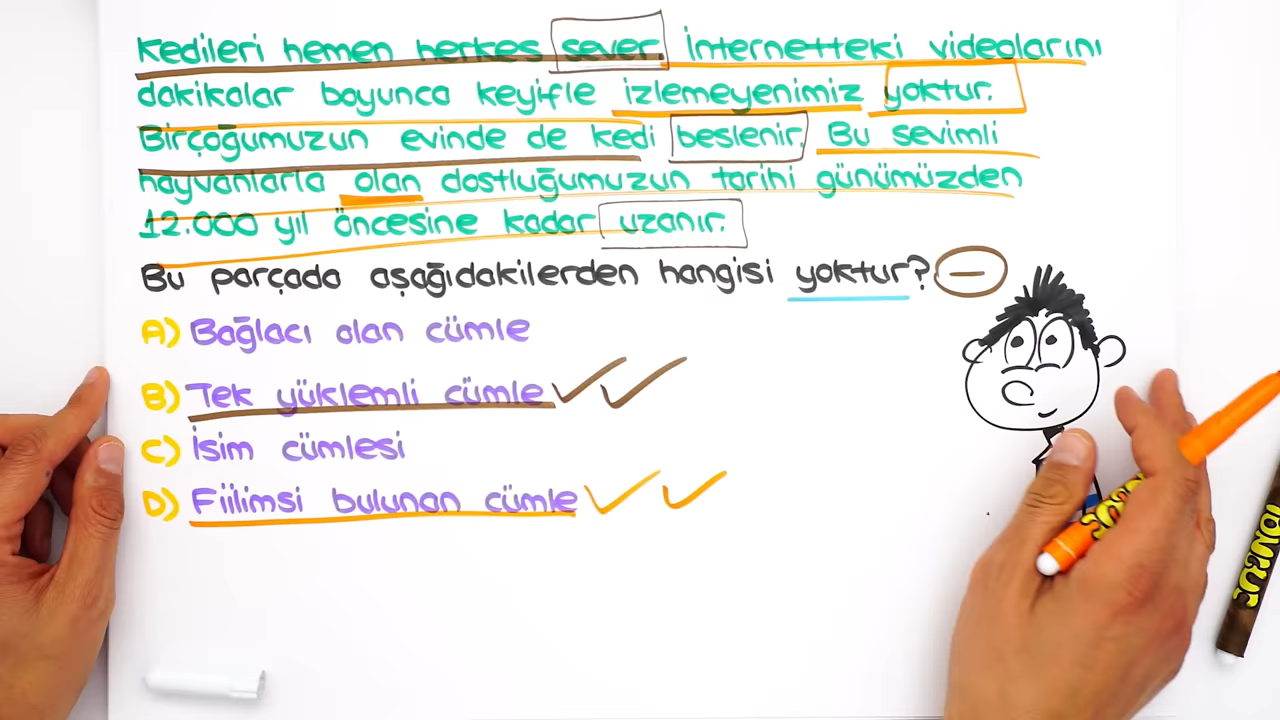 Kedileri hemen herkes sever. İnternetteki videolarını
dakikalar boyunca keyifle izlemeyenimiz yoktur.
Birçoğumuzun evinde de kedi beslenir. Bu sevimli
hayvanlarla olan dostluğumuzun tarihi günümüzden
12.000 yıl öncesine kadar uzanır.
Bu parçada aşağıdakilerden hangisi yoktur? –
A) Bağlacı olan cümle
B) Tek yüklemli cümle
C) İsim cümlesi
D) Fiilimsi bulunan cümle